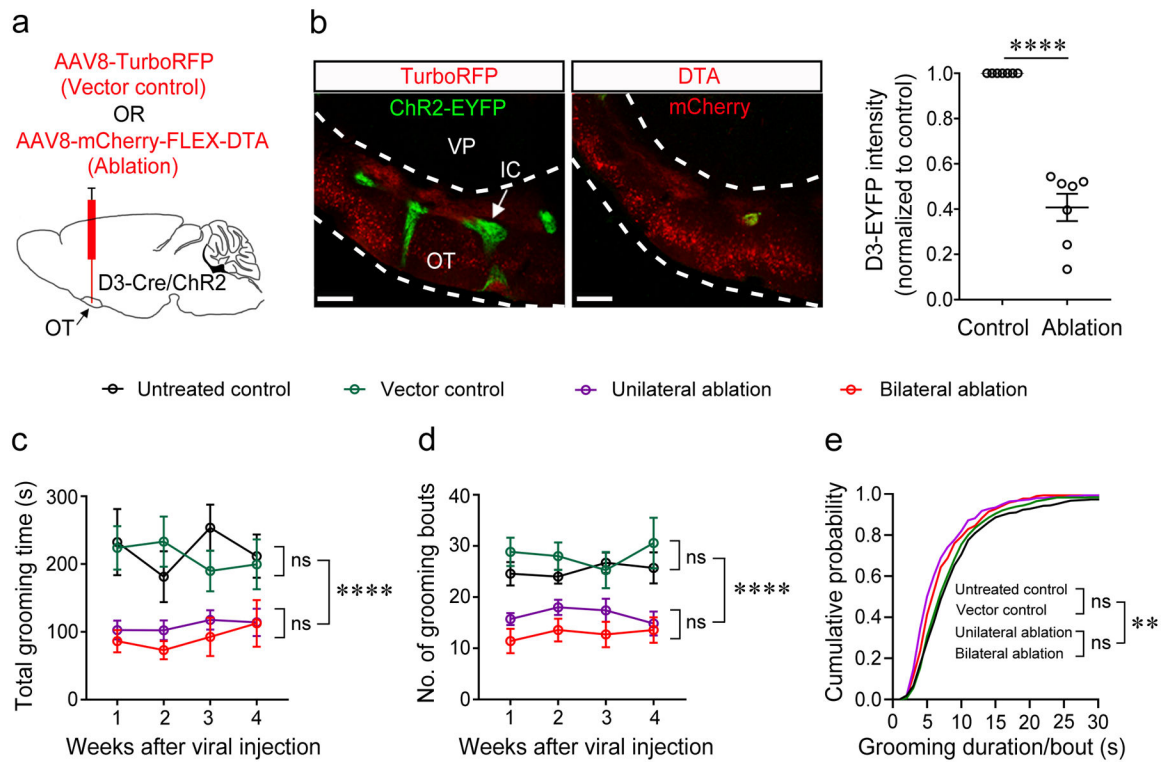 a
AAV8-TurboRFP
(Vector control)
OR
AAV8-mCherry-FLEX-DTA
(Ablation)
D3-Cre/ChR2
OT
b
TurboRFP
DTA
ChR2-EYFP
mCherry
VP
IC
OT
****
D3-EYFP intensity
(normalized to control)
1.0
0.8
0.6
0.4
0.2
0.0
Control
Ablation
Untreated control
Vector control
Unilateral ablation
Bilateral ablation
c
Total grooming time (s)
300
200
100
0
1 2 3 4
Weeks after viral injection
ns
ns
****
d
No. of grooming bouts
40
30
20
10
0
1 2 3 4
Weeks after viral injection
ns
ns
****
e
Cumulative probability
1.0
0.8
0.6
0.4
0.2
0.0
0 5 10 15 20 25 30
Grooming duration/bout (s)
Untreated control
Vector control
Unilateral ablation
Bilateral ablation
ns
ns
**